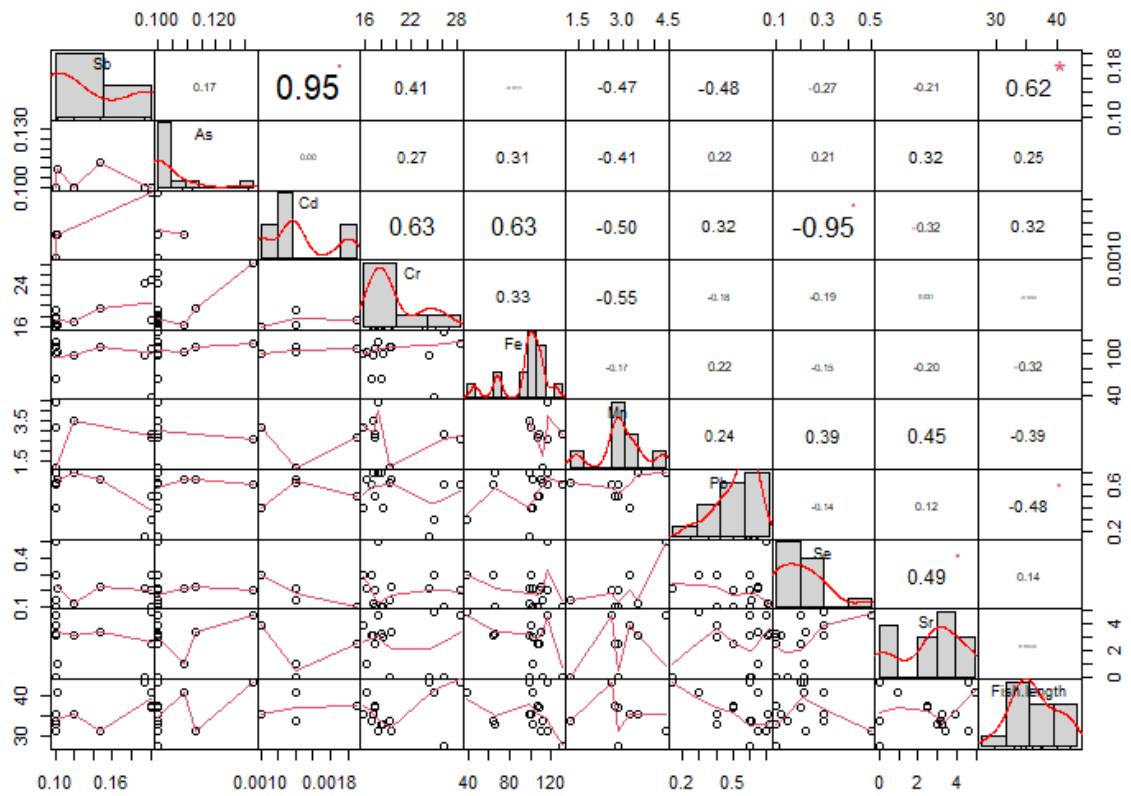 0.100 0.120 16 22 28 1.5 3.0 4.5 0.1 0.3 0.5 30 40
Sb 0.17 0.95 . 0.41 -0.47 -0.48 -0.27 -0.21 0.62 * 0.10 0.18
0.100 0.130 As 0.00 0.27 0.31 -0.41 0.22 0.21 0.32 0.25
Cd 0.63 0.63 -0.50 0.32 -0.95 . -0.32 0.32 0.0010
16 24 Cr 0.33 -0.55 -0.18 -0.19
Fe -0.17 0.22 -0.15 -0.20 -0.32 40 100
1.5 3.5 Mn 0.24 0.39 0.45 -0.39
Pb -0.14 0.12 -0.48 . 0.2 0.6
0.1 0.4 Se 0.49 . 0.14
Sr 0 2 4
30 40 Fish.length
0.10 0.16 0.0010 0.0018 40 80 120 0.2 0.5 0 2 4